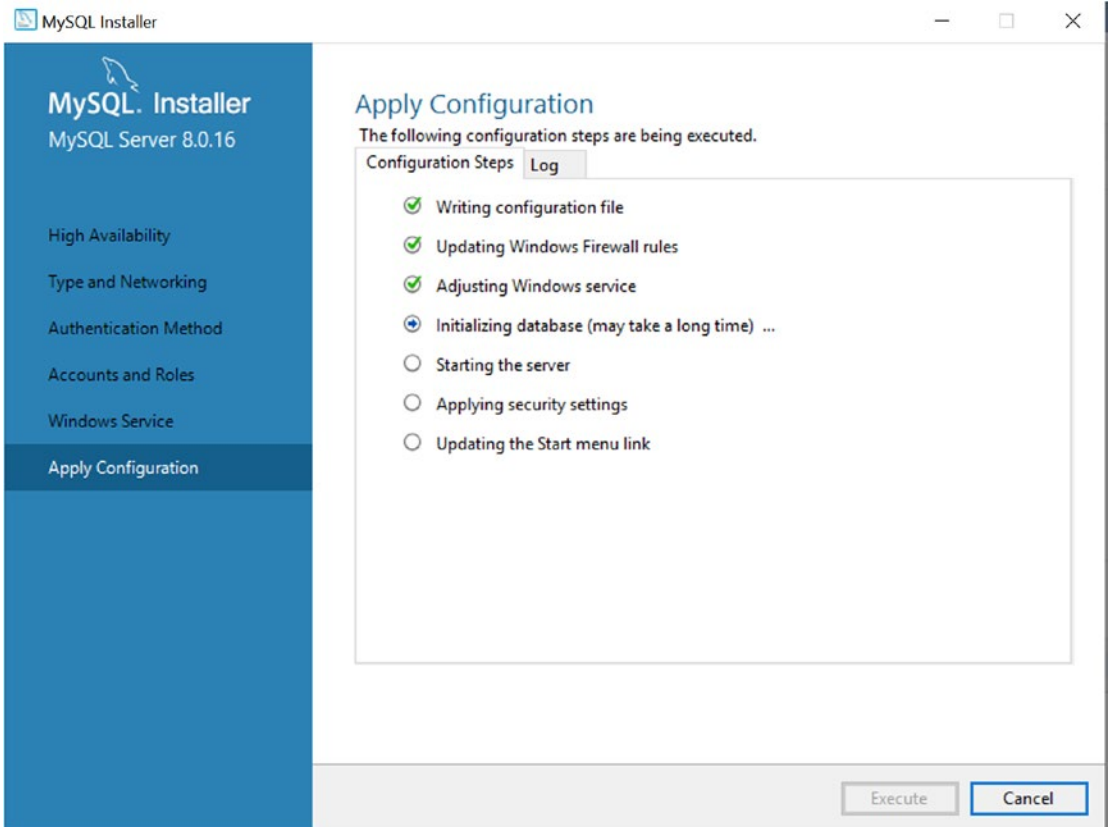 MySQL Installer
MySQL. Installer
MySQL Server 8.0.16
High Availability
Type and Networking
Authentication Method
Accounts and Roles
Windows Service
Apply Configuration
Apply Configuration
The following configuration steps are being executed.
Configuration Steps Log
Writing configuration file
Updating Windows Firewall rules
Adjusting Windows service
Initializing database (may take a long time) ...
Starting the server
Applying security settings
Updating the Start menu link
Execute Cancel